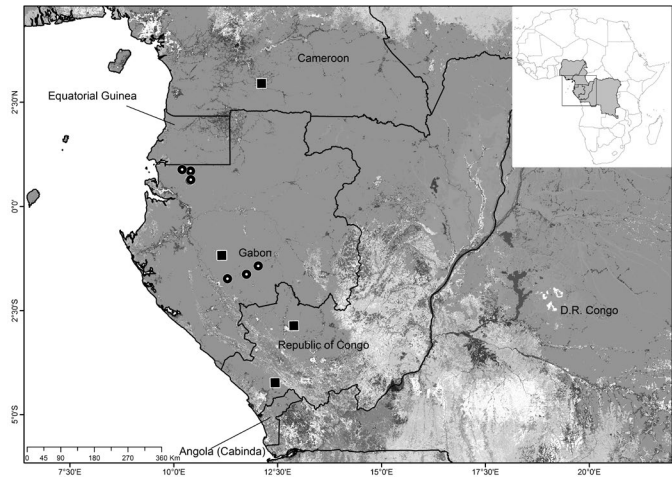 Cameroon
2°30'N
Equatorial Guinea
0°0'
Gabon
2°30'S
D.R. Congo
Republic of Congo
5°0'S
Angola (Cabinda)
0 45 90 180 270 360 Km
7°30'E 10°0'E 12°30'E 15°0'E 17°30'E 20°0'E